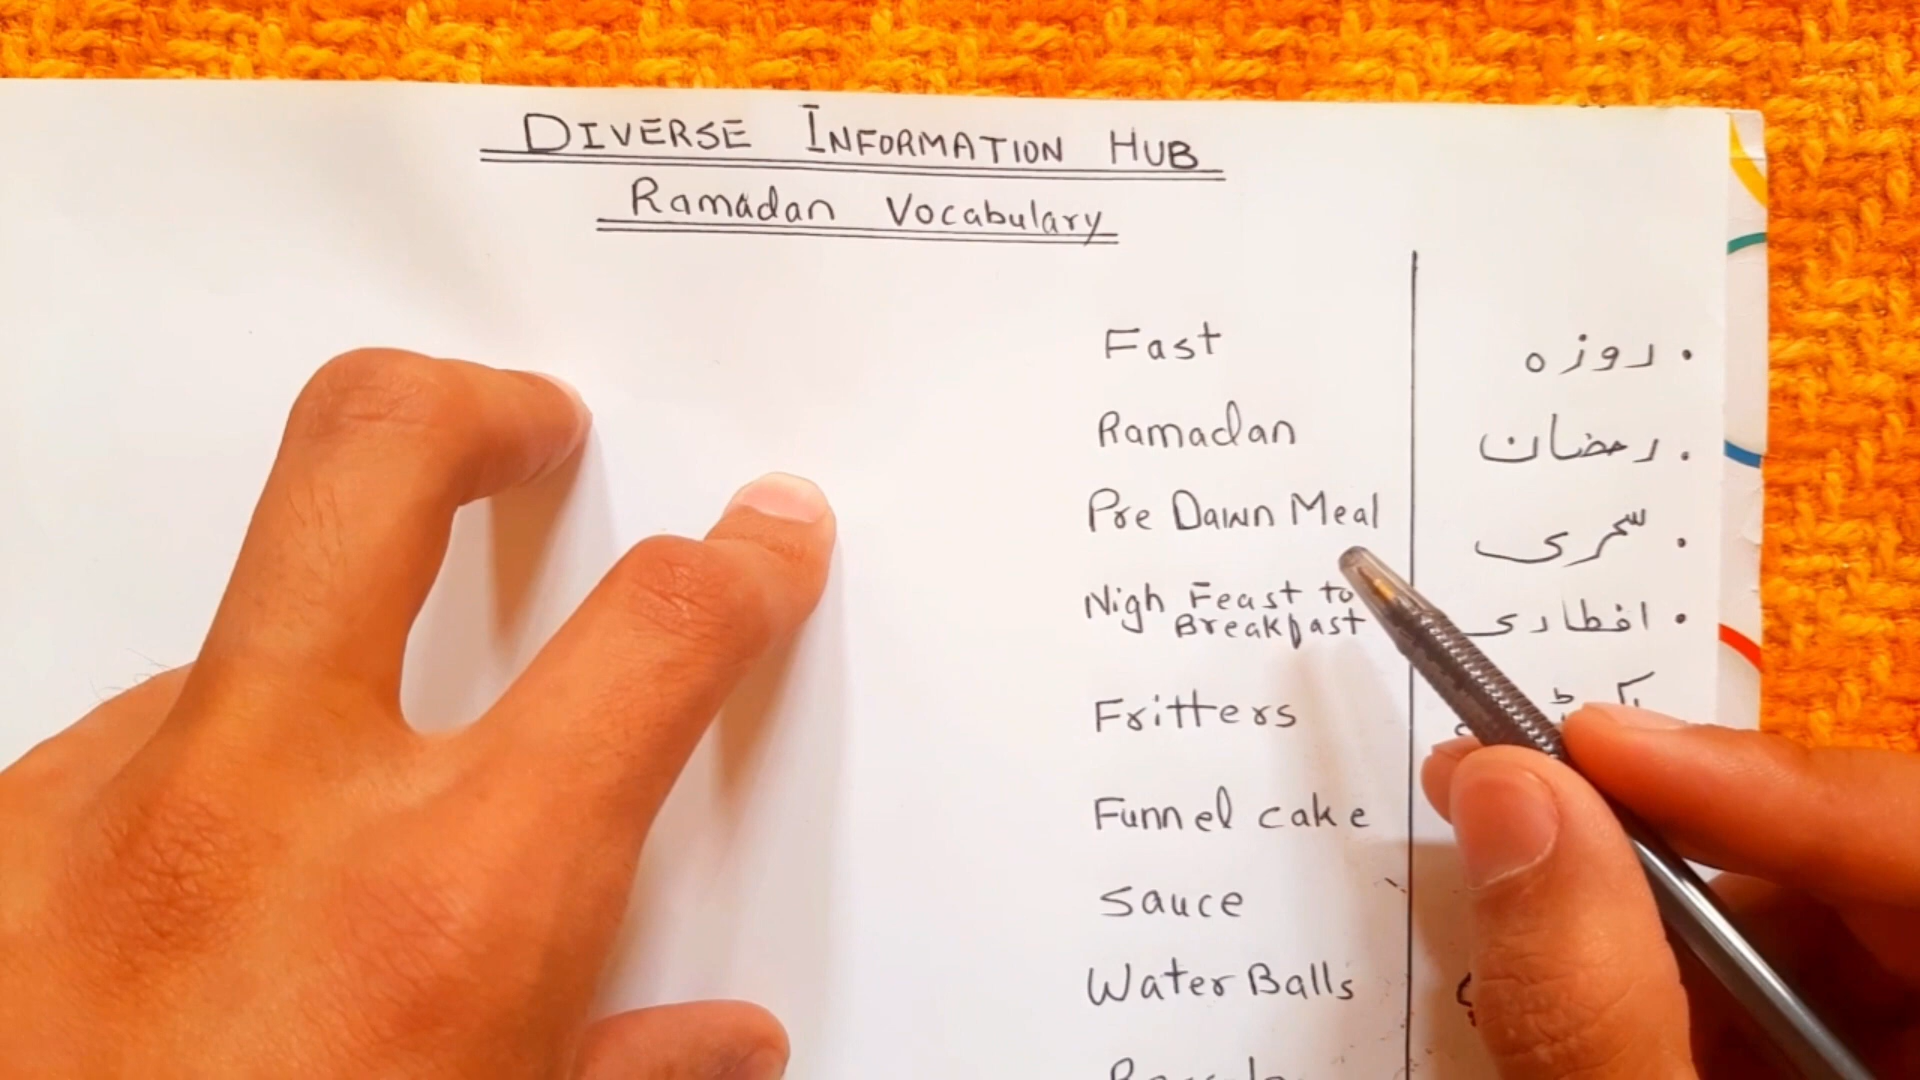 DIVERSE INFORMATION HUB
Ramadan Vocabulary
Fast روزہ .
Ramadan رمضان .
Pre Dawn Meal سحری .
Nigh Feast to افطاری .
Breakfast
Fritters
Funnel cake
Sauce
Water Balls